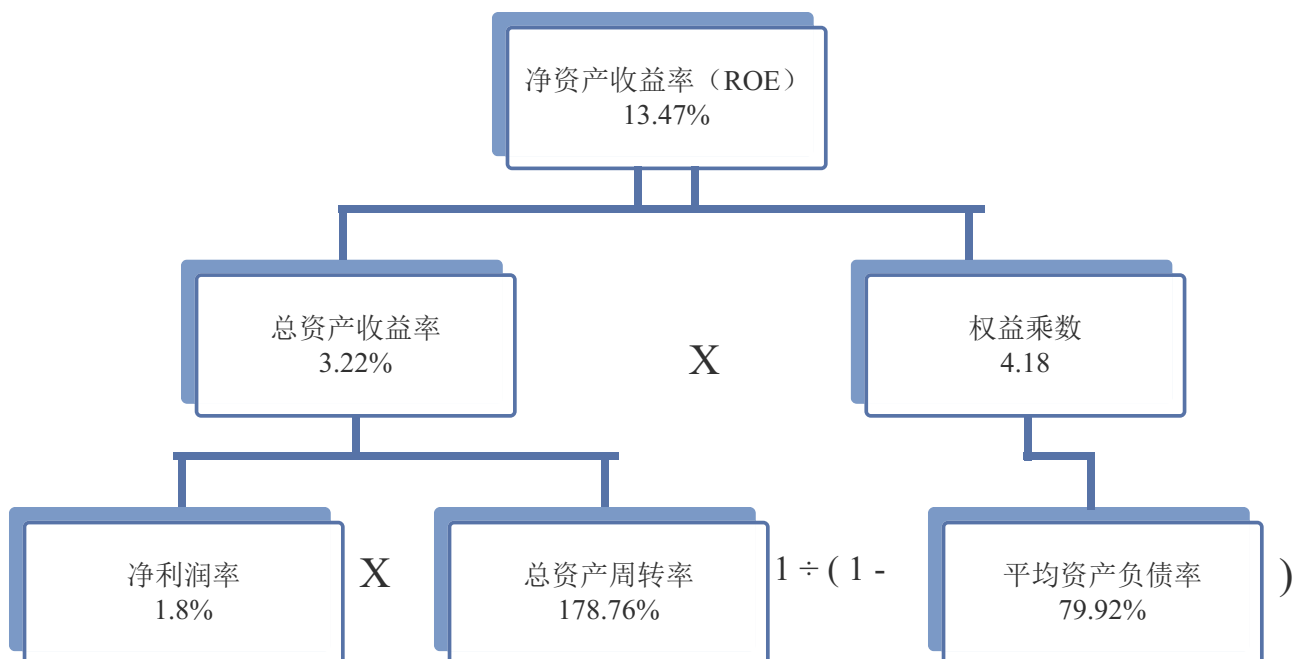 净资产收益率（ROE）
13.47%
总资产收益率
3.22%
X
权益乘数
4.18
净利润率
1.8%
X
总资产周转率
178.76%
1 ÷ ( 1 -
平均资产负债率
79.92%
)